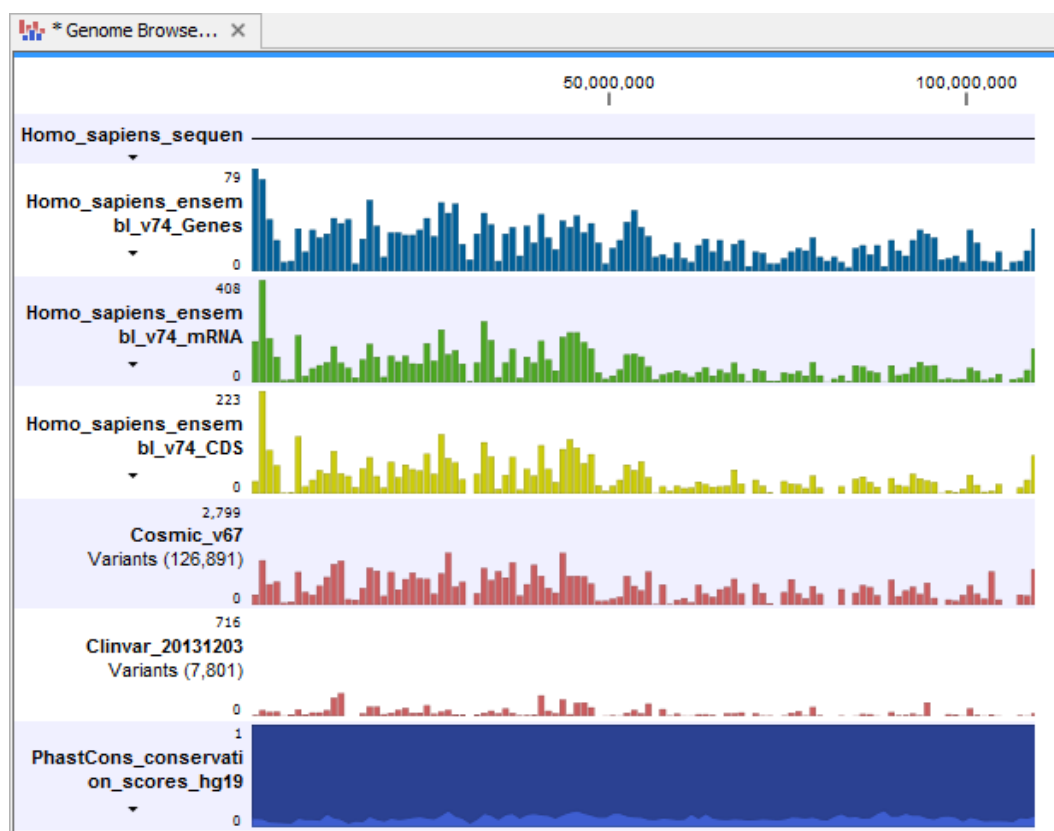 * Genome Browse...
50,000,000 100,000,000
Homo_sapiens_sequen
79
Homo_sapiens_ensem
bl_v74_Genes
0
408
Homo_sapiens_ensem
bl_v74_mRNA
0
223
Homo_sapiens_ensem
bl_v74_CDS
0
2,799
Cosmic_v67
Variants (126,891)
0
716
Clinvar_20131203
Variants (7,801)
0
1
PhastCons_conservati
on_scores_hg19
0